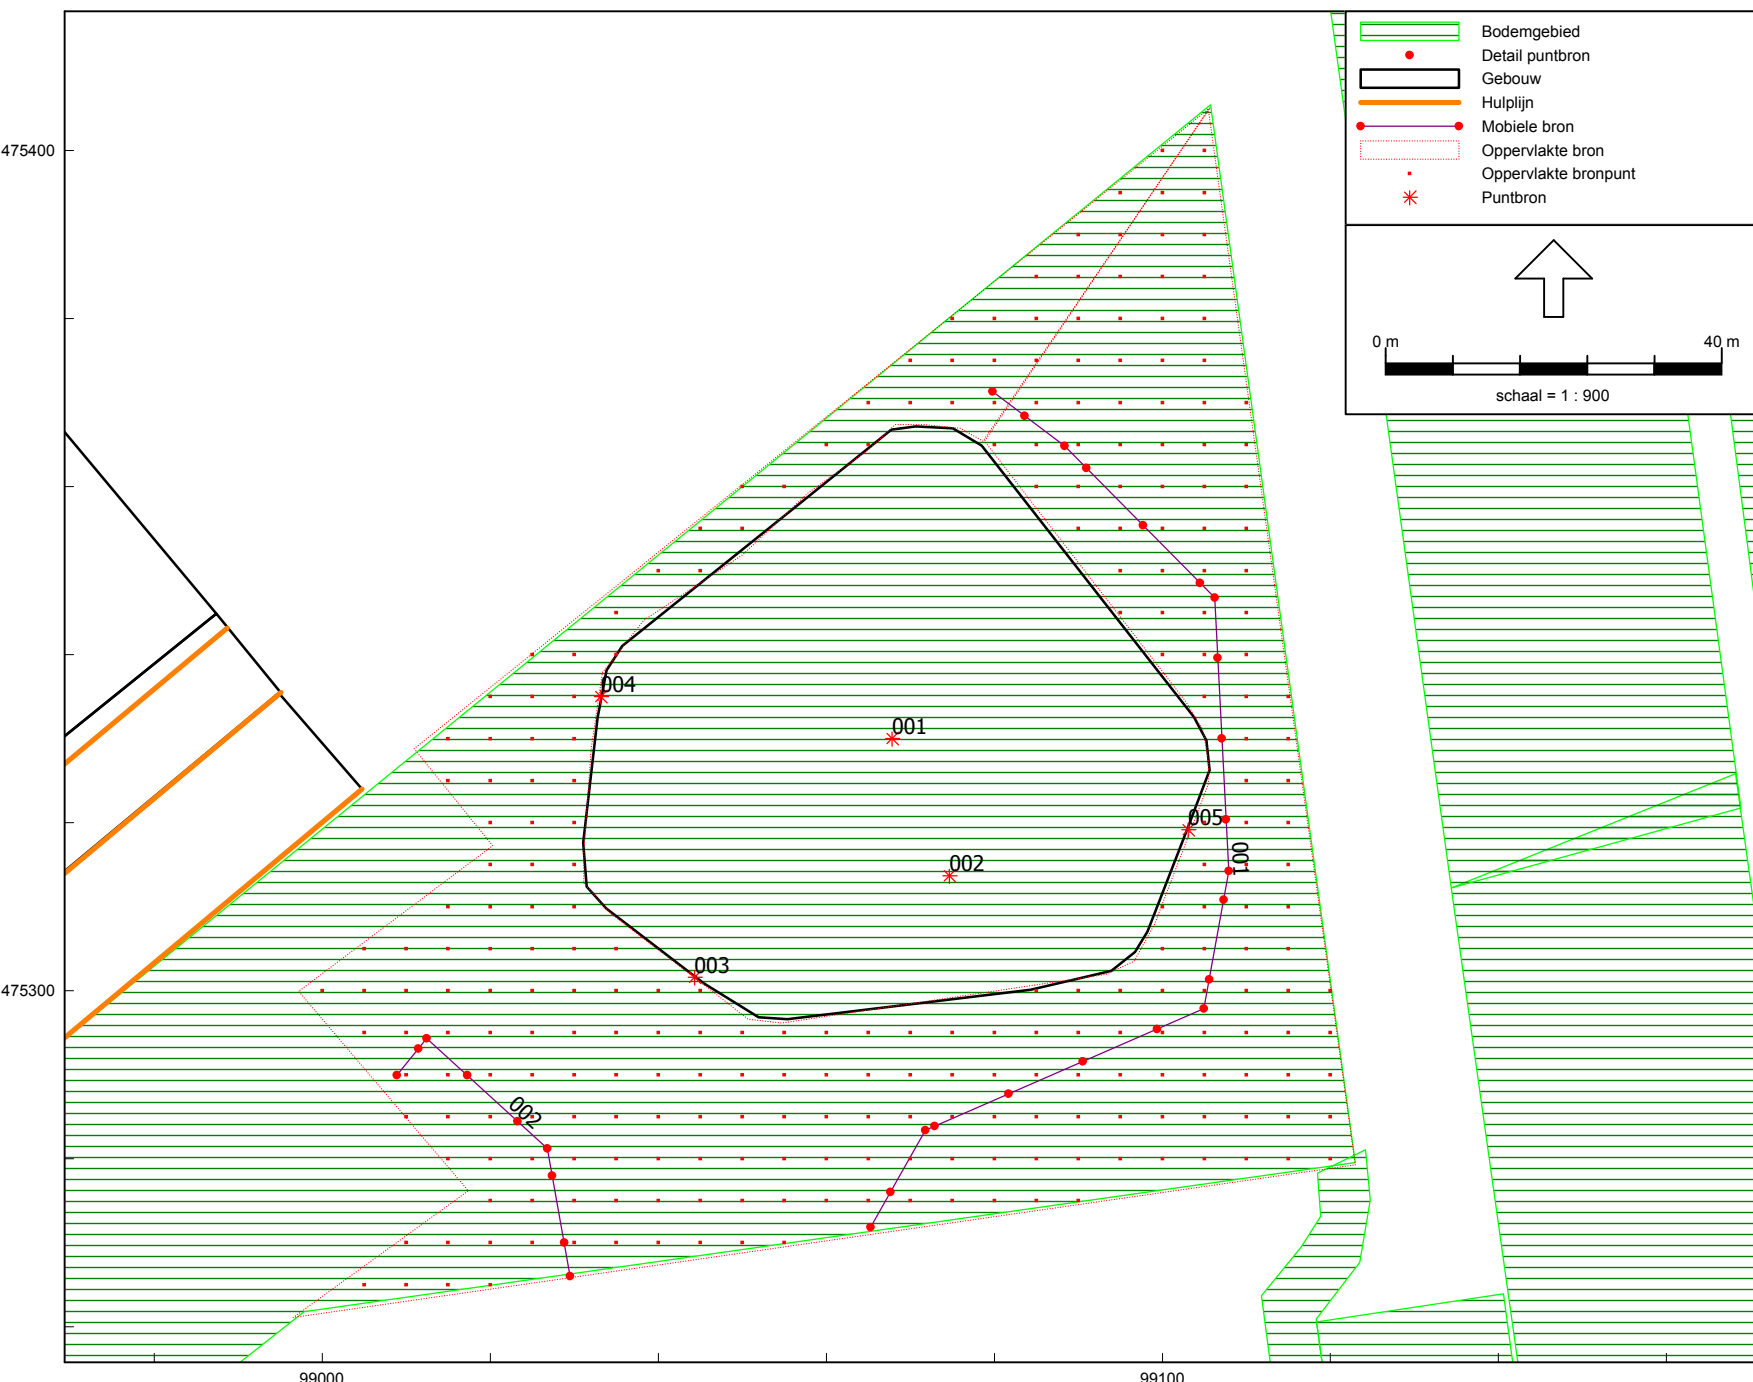 Bodemgebied
Detail puntbron
Gebouw
Hulplijn
Mobiele bron
Oppervlakte bron
Oppervlakte bronpunt
Puntbron
0 m 40 m
schaal = 1 : 900
475400
004
001
005
001
002
003
475300
002
99000 99100